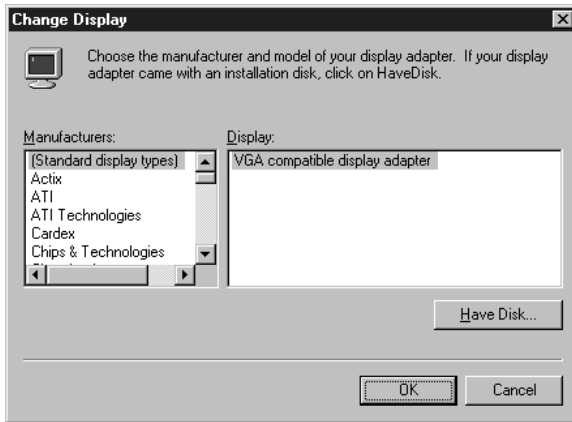 Change Display
Choose the manufacturer and model of your display adapter. If your display
adapter came with an installation disk, click on HaveDisk.
Manufacturers:
(Standard display types)
Actix
ATI
ATI Technologies
Cardex
Chips & Technologies
Display:
VGA compatible display adapter
Have Disk...
OK
Cancel